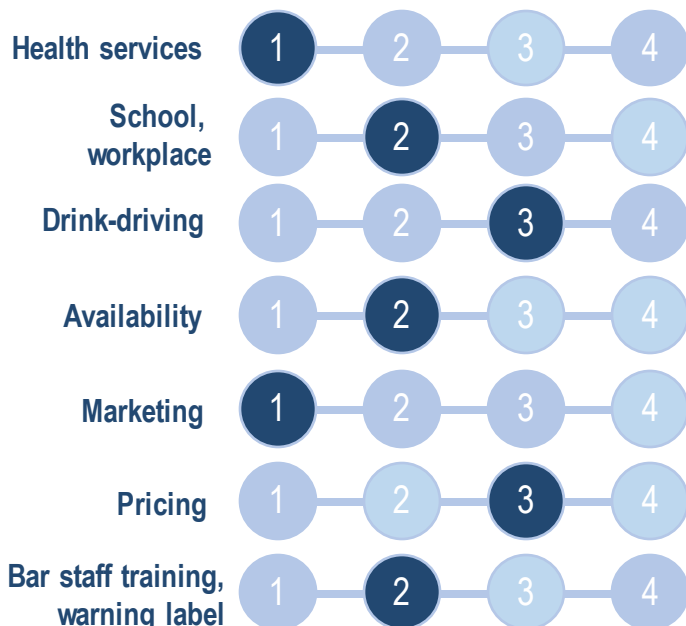 Health services 1 2 3 4
School,
workplace 1 2 3 4
Drink-driving 1 2 3 4
Availability 1 2 3 4
Marketing 1 2 3 4
Pricing 1 2 3 4
Bar staff training,
warning label 1 2 3 4